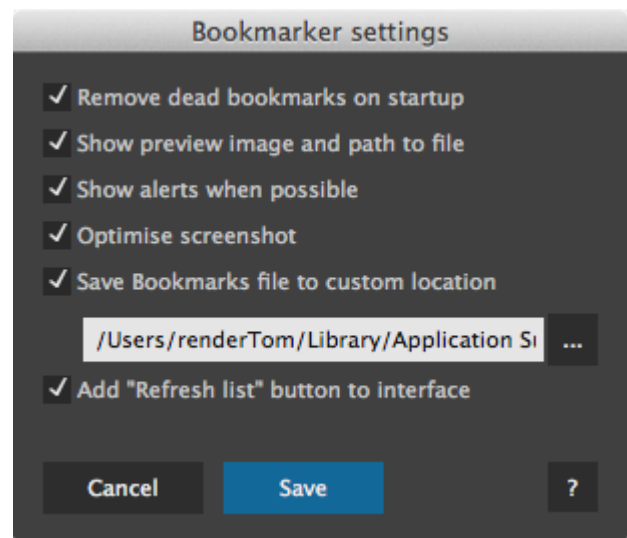 Bookmarker settings
Remove dead bookmarks on startup
Show preview image and path to file
Show alerts when possible
Optimise screenshot
Save Bookmarks file to custom location
/Users/renderTom/Library/Application ...
Add "Refresh list" button to interface
Cancel Save ?